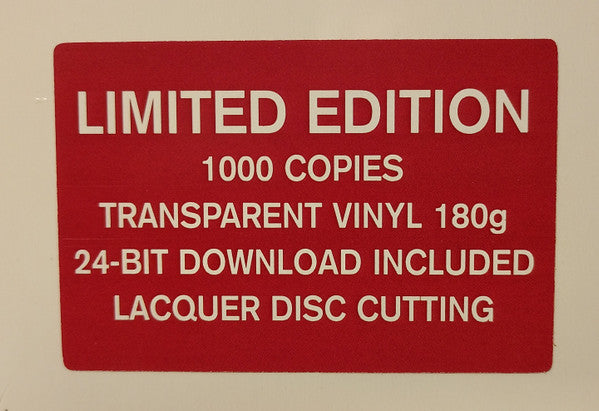 LIMITED EDITION
1000 COPIES
TRANSPARENT VINYL 180g
24-BIT DOWNLOAD INCLUDED
LACQUER DISC CUTTING